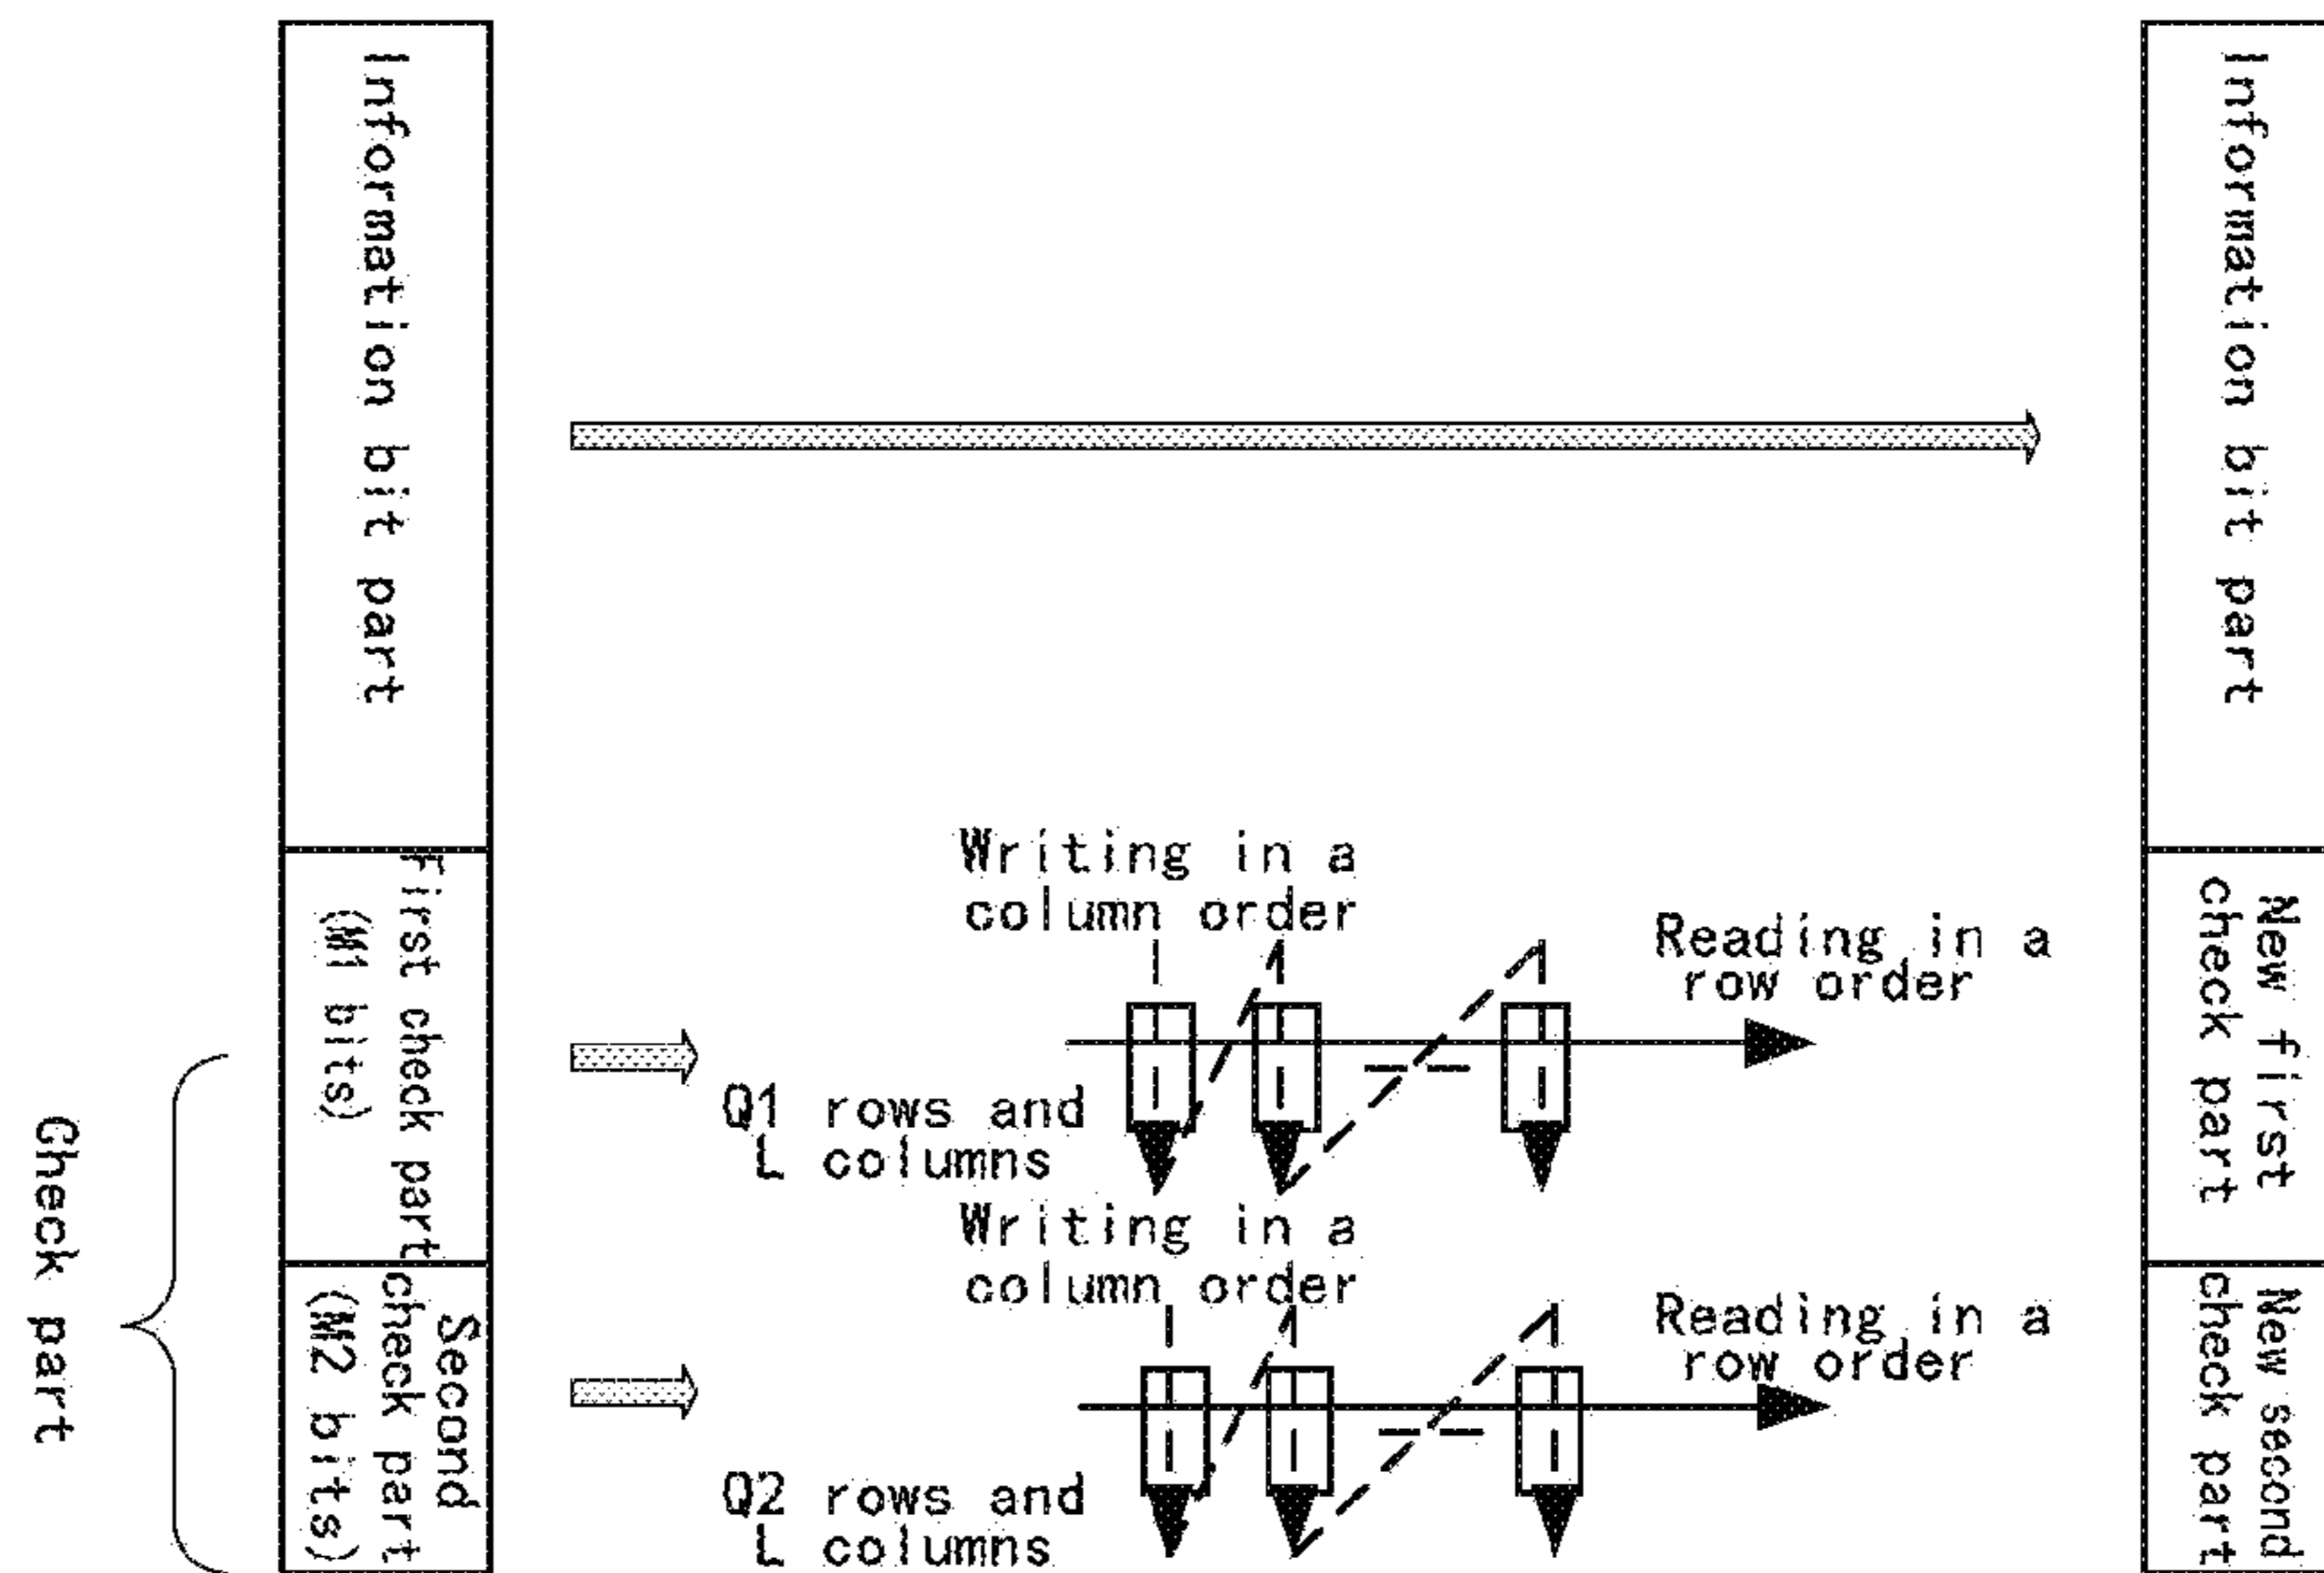 Information bit part
First check part
(M1 bits)
Second
check part
(M2 bits)
Check part
Writing in a
column order
Reading in a
row order
Q1 rows and
L columns
Writing in a
column order
Reading in a
row order
Q2 rows and
L columns
Information bit part
New first
check part
New second
check part